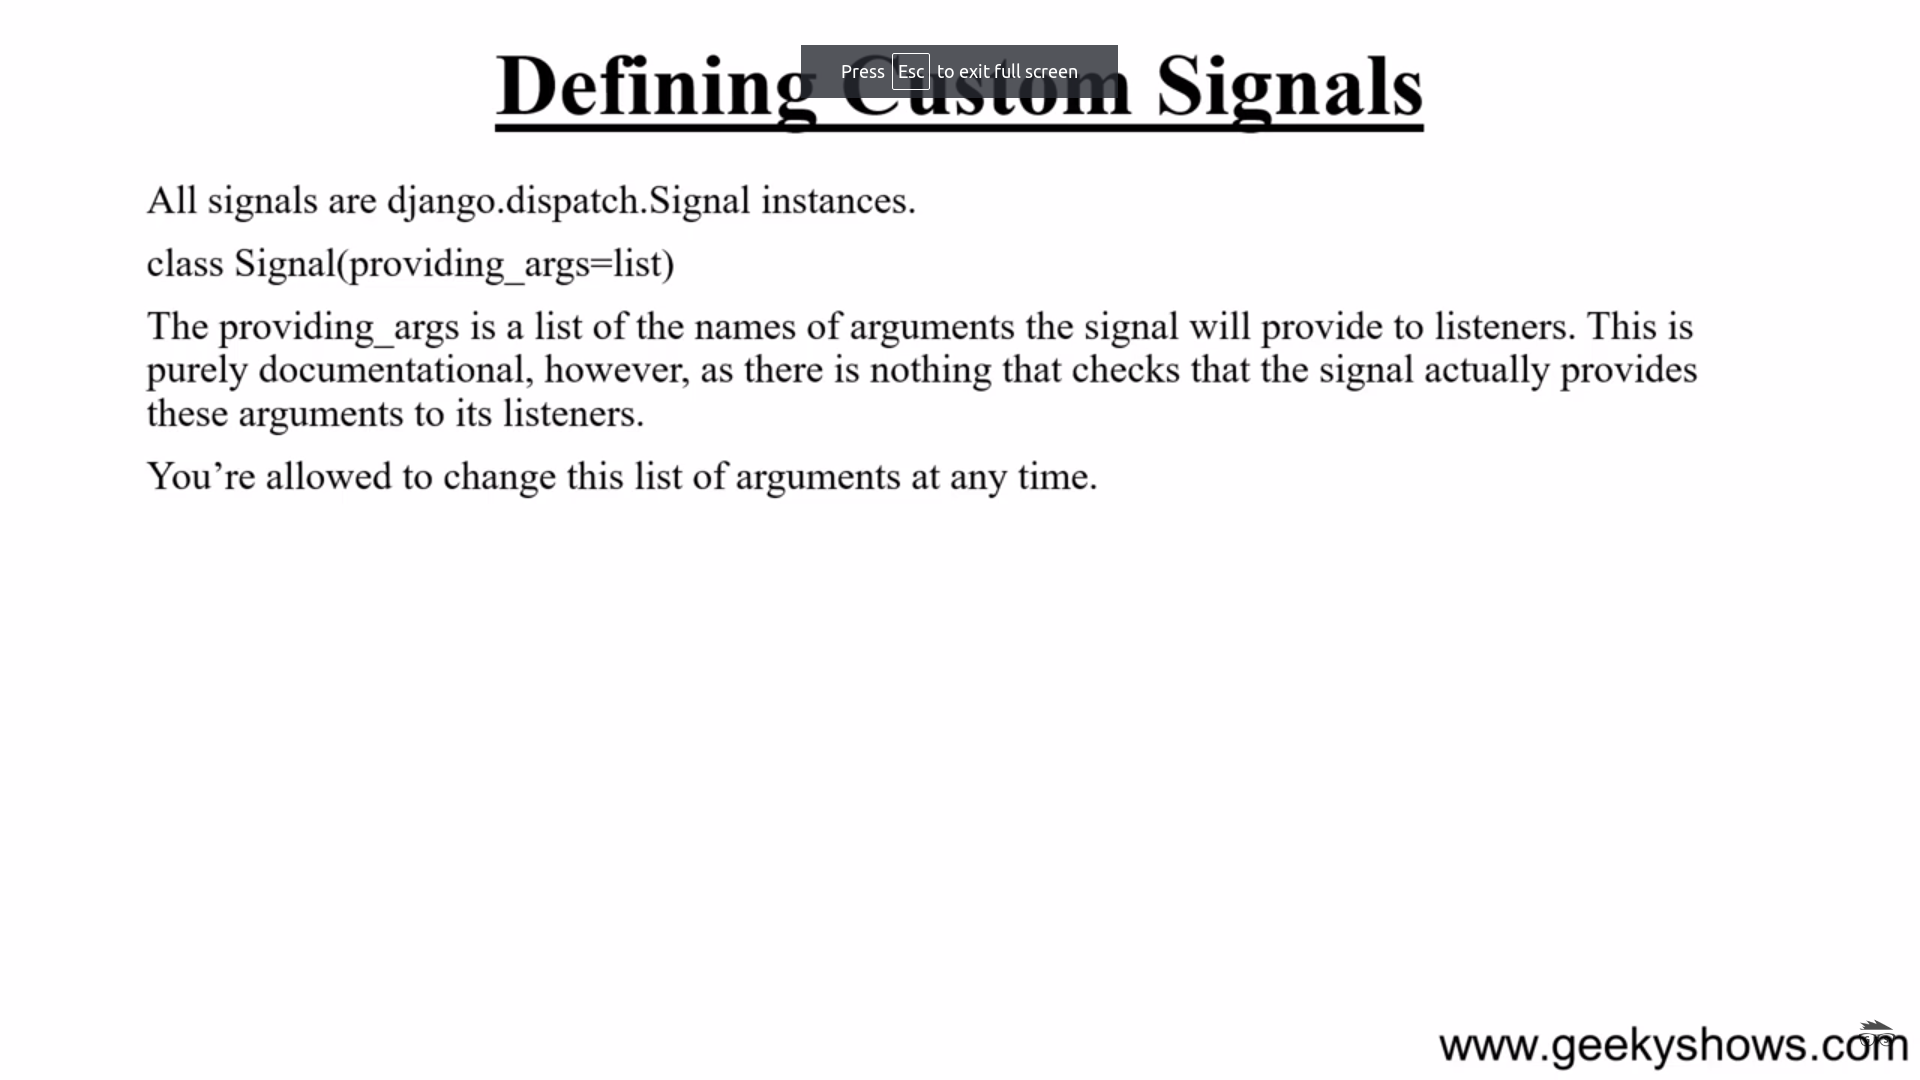 Defining Custom Signals
Press Esc to exit full screen
All signals are django.dispatch.Signal instances.
class Signal(providing_args=list)
The providing_args is a list of the names of arguments the signal will provide to listeners. This is
purely documentational, however, as there is nothing that checks that the signal actually provides
these arguments to its listeners.
You’re allowed to change this list of arguments at any time.
www.geekyshows.com